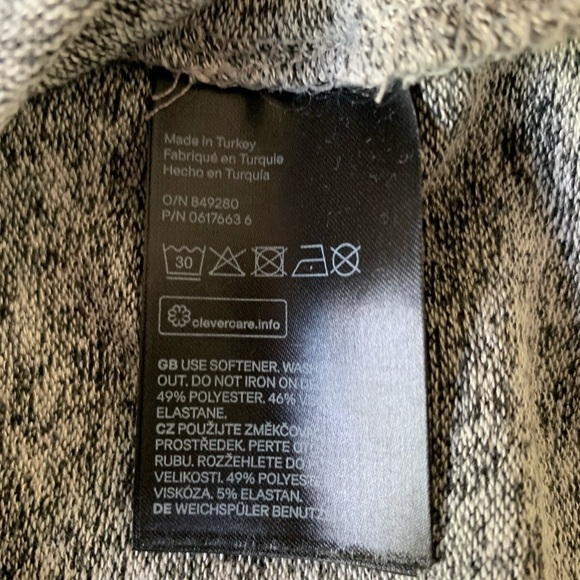 Made in Turkey
Fabriqué en Turquie
Hecho en Turquía
O/N 849280
P/N 0617663 6
30
clevercare.info
GB USE SOFTENER. WASH
OUT. DO NOT IRON ON
49% POLYESTER. 46%
ELASTANE.
CZ POUŽIJTE ZMĚKČOV
PROSTŘEDEK. PERTE OT
RUBU. ROZŽEHLETE DO
VELIKOSTI. 49% POLYES
VISKÓZA. 5% ELASTAN.
DE WEICHSPÜLER BENUTZ